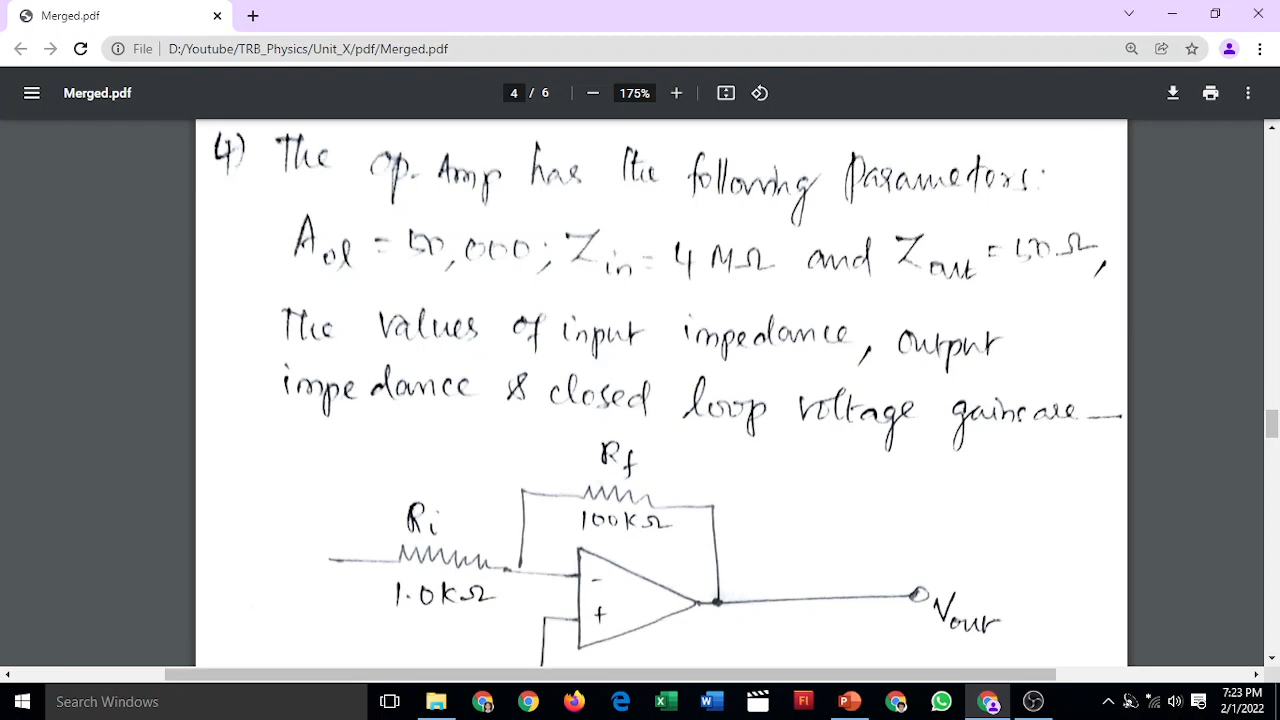 Merged.pdf
File | D:/Youtube/TRB_Physics/Unit_X/pdf/Merged.pdf
Merged.pdf
4 / 6
175%
4) The op. Amp has the following parameters:
Aol = 50,000; Zin = 4 MΩ and Zout = 50 Ω,
The values of input impedance, output
impedance & closed loop voltage gains are —
Rf
100KΩ
Ri
1.0KΩ
-
+
Vout
Search Windows
7:23 PM
2/1/2022